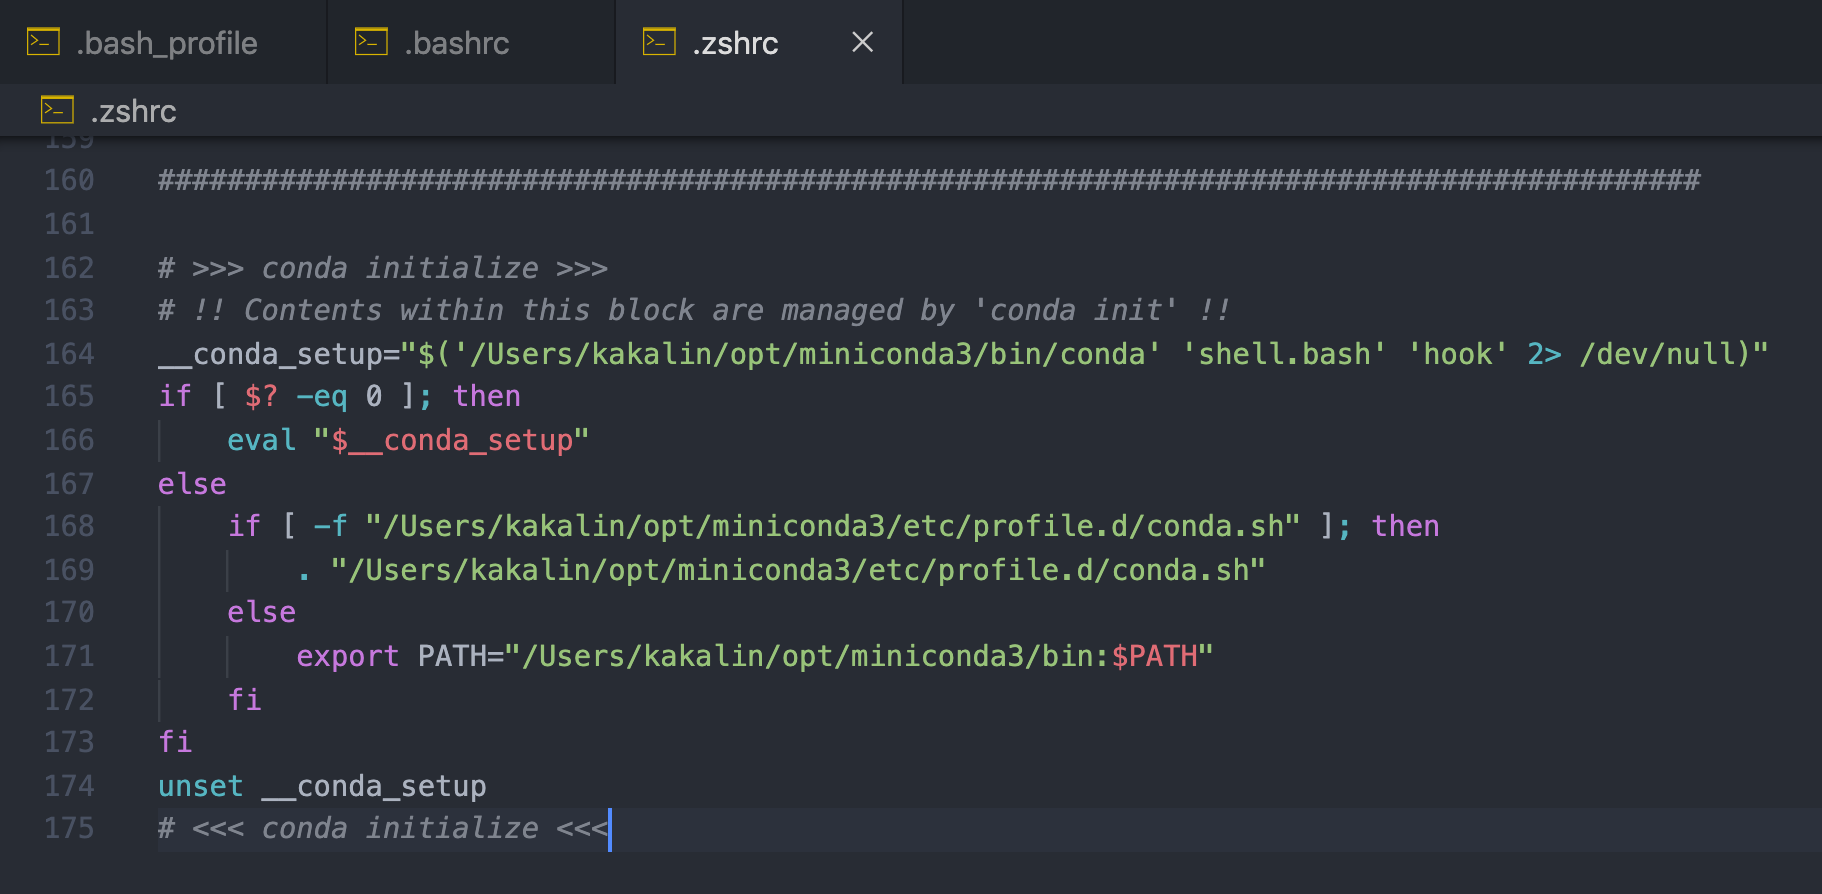 .bash_profile
.bashrc
.zshrc
.zshrc
159
160 #########################################################################################
161
162 # >>> conda initialize >>>
163 # !! Contents within this block are managed by 'conda init' !!
164 __conda_setup="$('/Users/kakalin/opt/miniconda3/bin/conda' 'shell.bash' 'hook' 2> /dev/null)"
165 if [ $? -eq 0 ]; then
166     eval "$__conda_setup"
167 else
168     if [ -f "/Users/kakalin/opt/miniconda3/etc/profile.d/conda.sh" ]; then
169         . "/Users/kakalin/opt/miniconda3/etc/profile.d/conda.sh"
170     else
171         export PATH="/Users/kakalin/opt/miniconda3/bin:$PATH"
172     fi
173 fi
174 unset __conda_setup
175 # <<< conda initialize <<<